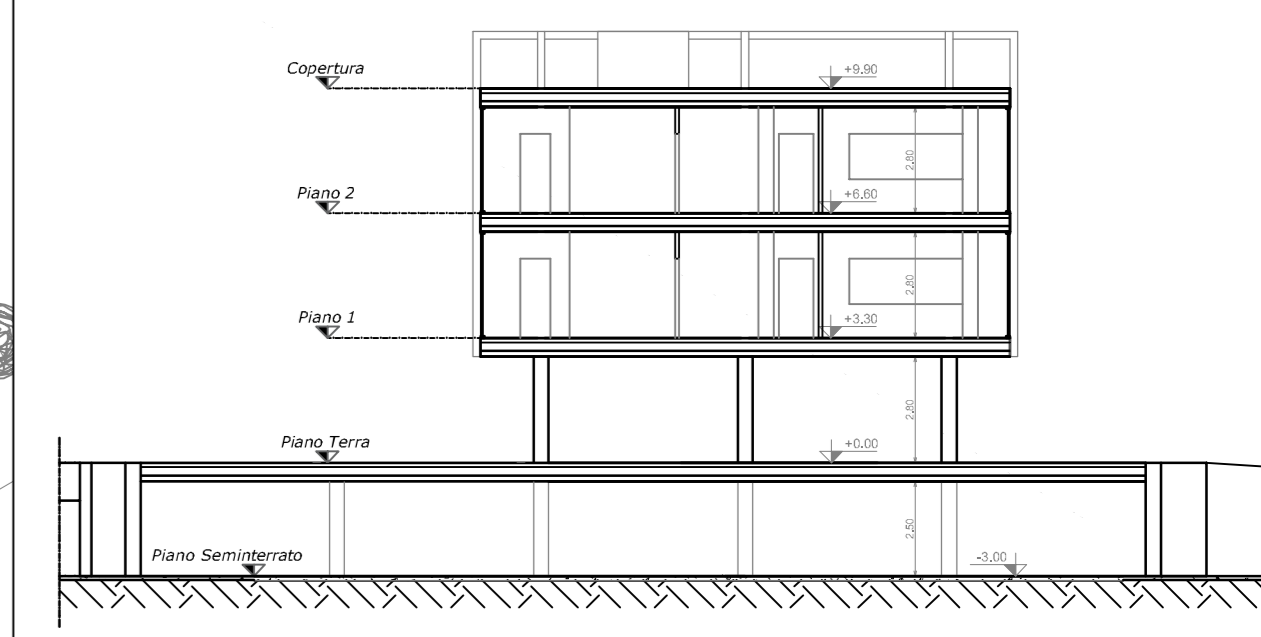 Copertura
+9.90
2.80
Piano 2
+6.60
2.80
Piano 1
+3.30
2.80
Piano Terra
+0.00
2.50
Piano Seminterrato
-3.00